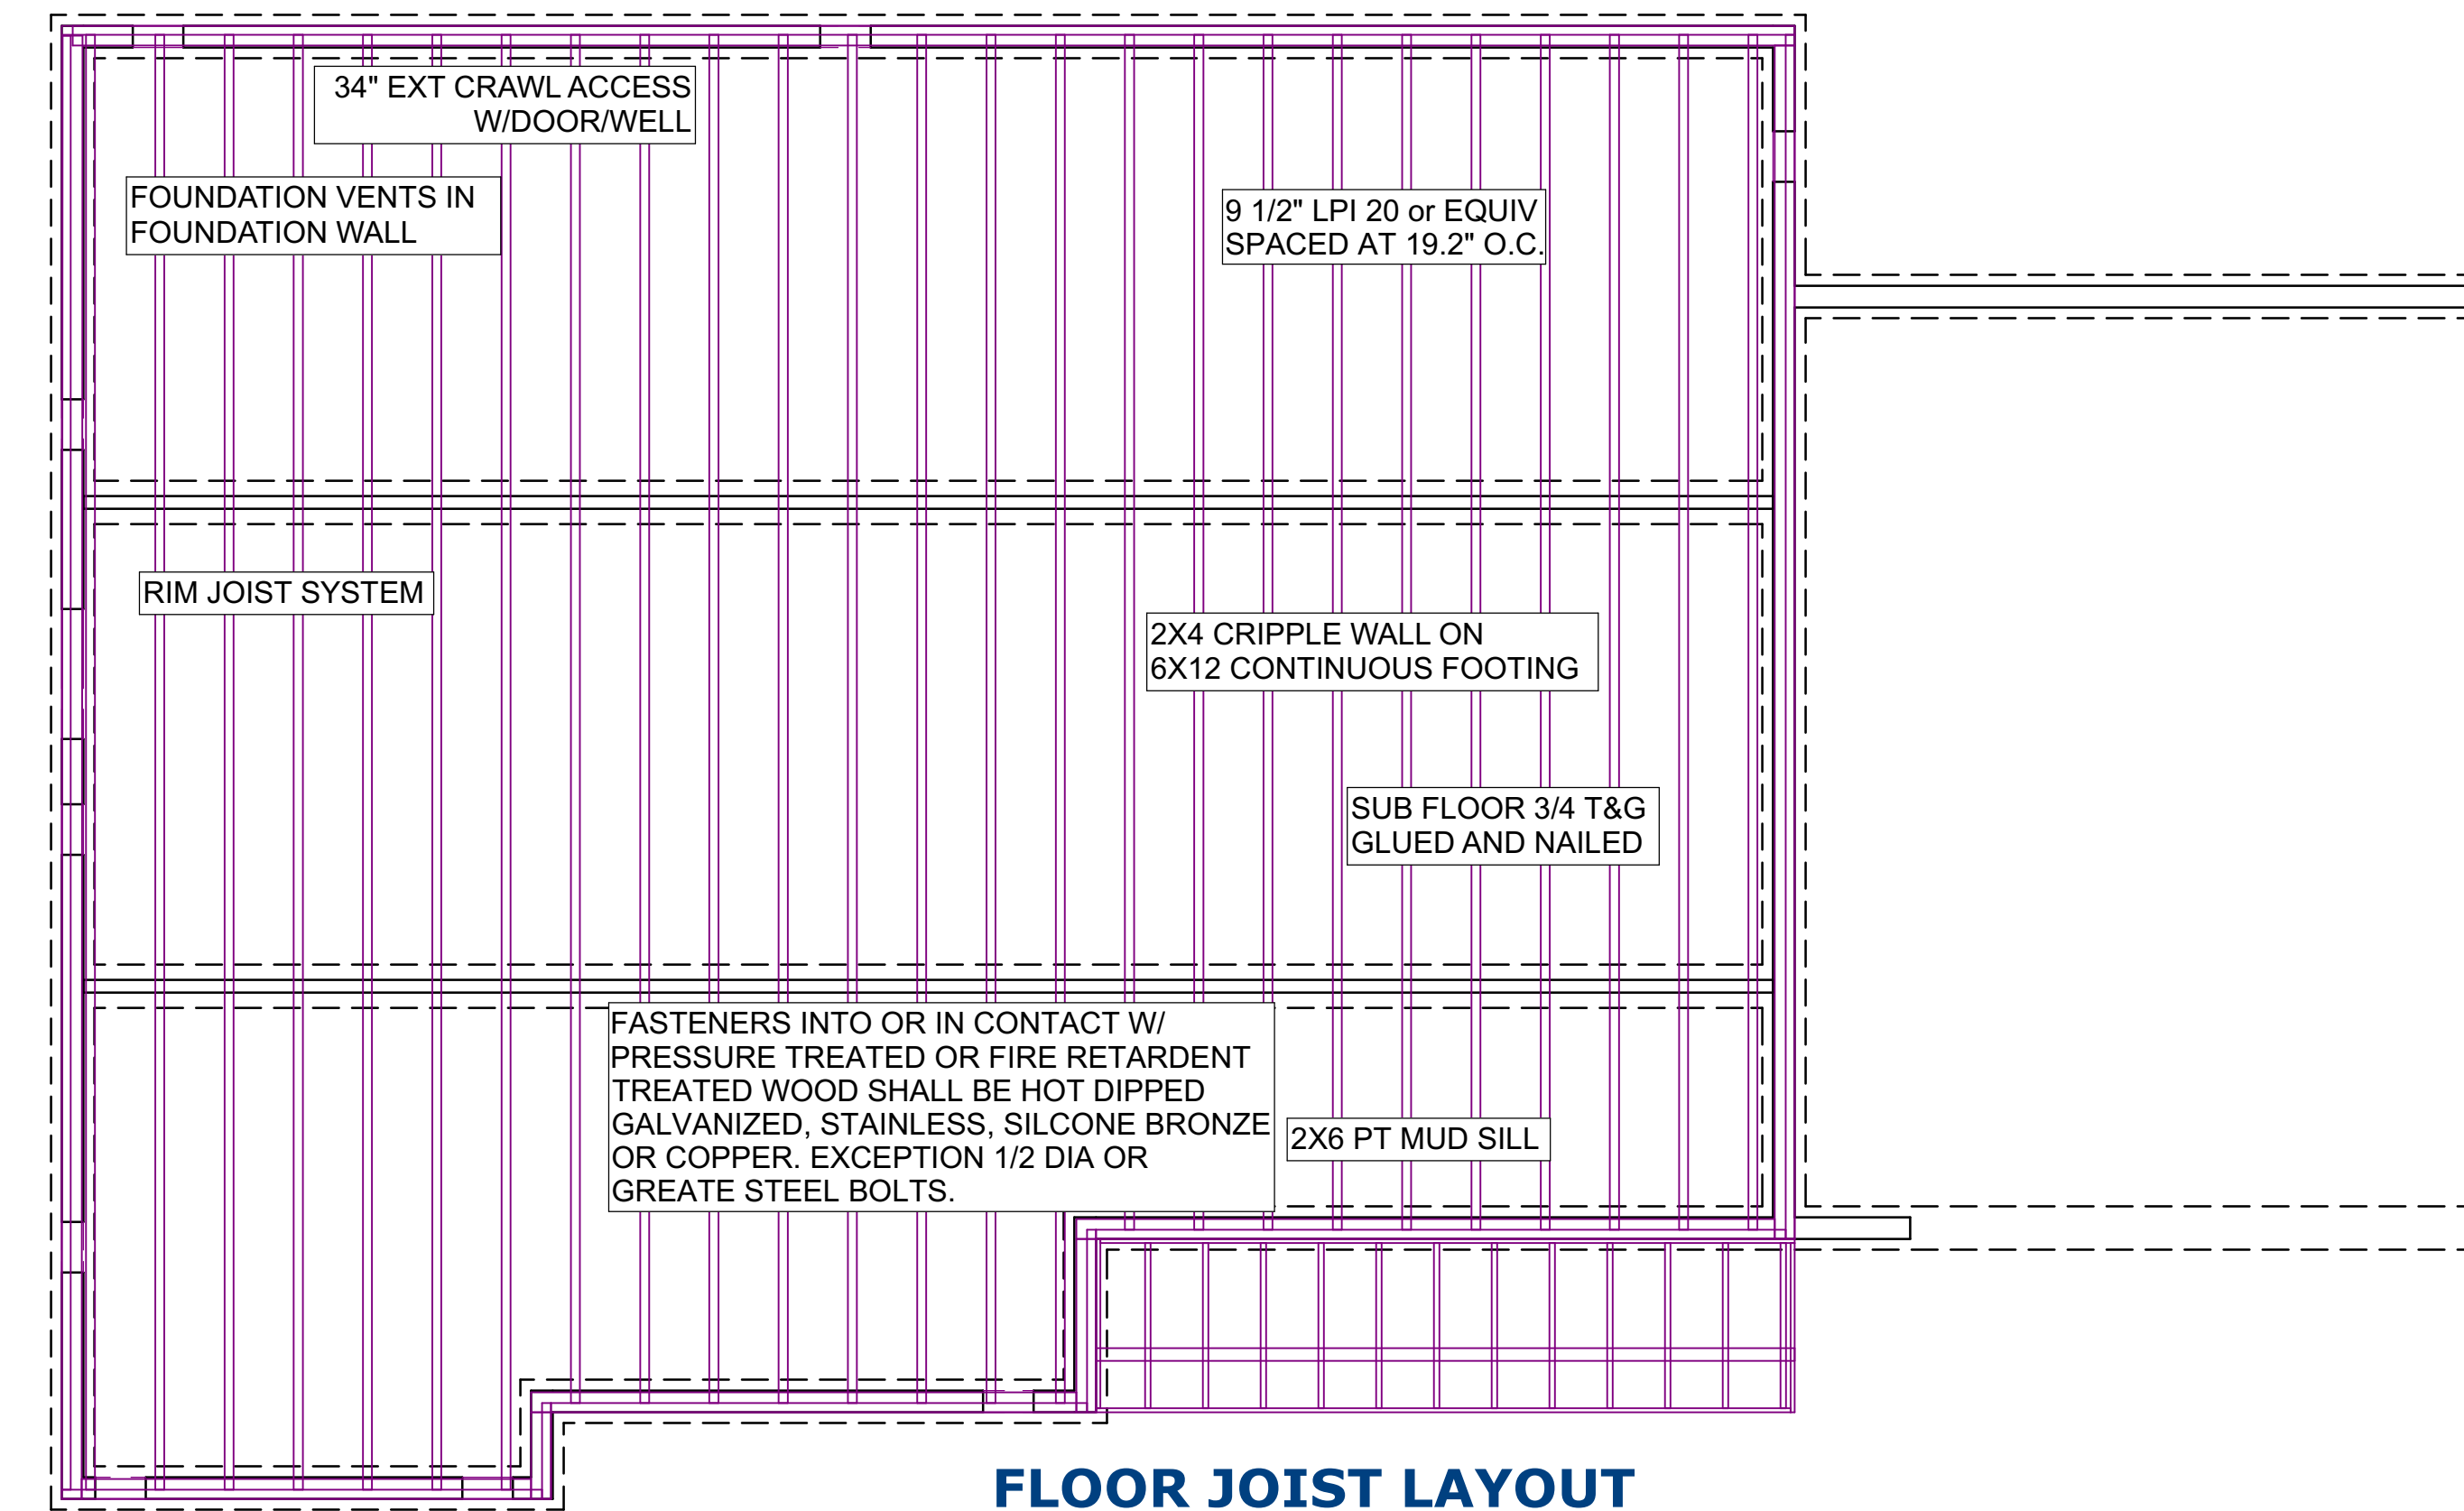 34" EXT CRAWL ACCESS
W/DOOR/WELL
FOUNDATION VENTS IN
FOUNDATION WALL
9 1/2" LPI 20 or EQUIV
SPACED AT 19.2" O.C.
RIM JOIST SYSTEM
2X4 CRIPPLE WALL ON
6X12 CONTINUOUS FOOTING
SUB FLOOR 3/4 T&G
GLUED AND NAILED
FASTENERS INTO OR IN CONTACT W/
PRESSURE TREATED OR FIRE RETARDENT
TREATED WOOD SHALL BE HOT DIPPED
GALVANIZED, STAINLESS, SILCONE BRONZE
OR COPPER. EXCEPTION 1/2 DIA OR
GREATE STEEL BOLTS.
2X6 PT MUD SILL
FLOOR JOIST LAYOUT